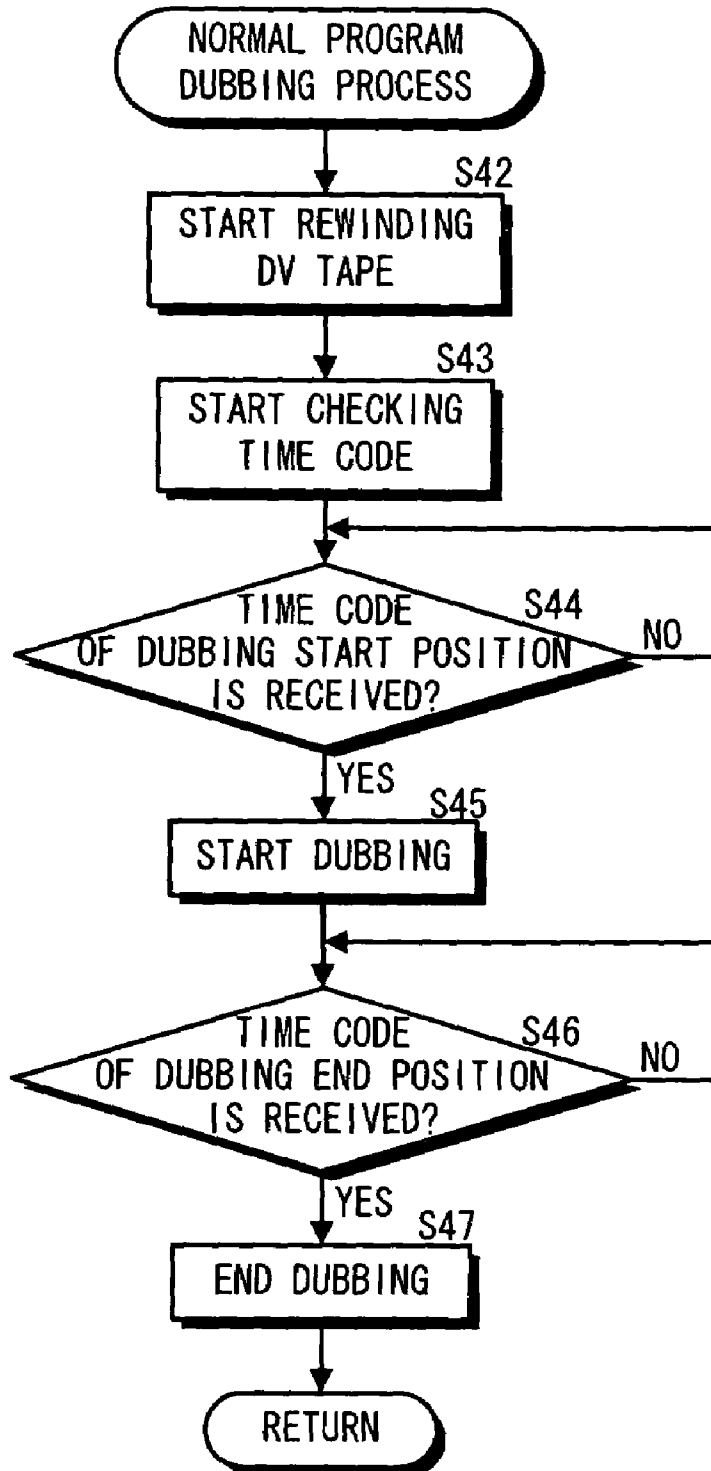 NORMAL PROGRAM
DUBBING PROCESS
S42
START REWINDING
DV TAPE
S43
START CHECKING
TIME CODE
TIME CODE
S44
OF DUBBING START POSITION
NO
IS RECEIVED?
YES
S45
START DUBBING
TIME CODE
S46
OF DUBBING END POSITION
NO
IS RECEIVED?
YES
S47
END DUBBING
RETURN